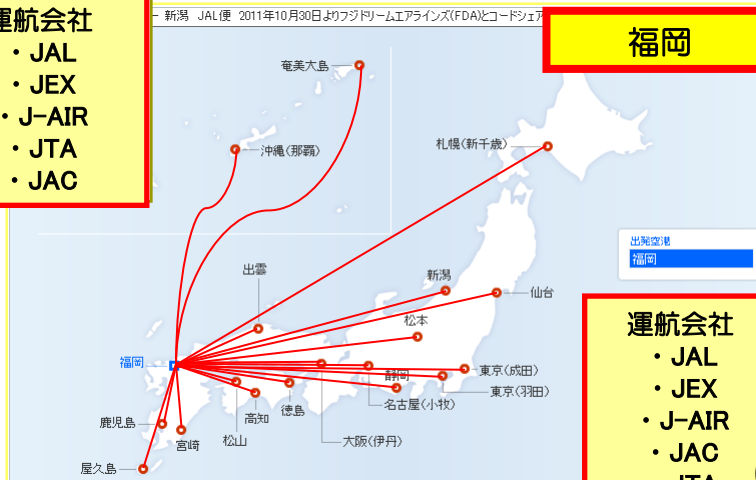 運航会社
・JAL
・JEX
・J-AIR
・JTA
・JAC
― 新潟 JAL便 2011年10月30日よりフジドリームエアラインズ(FDA)とコードシェア
福岡
奄美大島
沖縄(那覇)
札幌(新千歳)
出発空港
福岡
出雲
新潟
仙台
松本
福岡
静岡
東京(成田)
東京(羽田)
名古屋(小牧)
徳島
高知
松山
大阪(伊丹)
鹿児島
宮崎
屋久島
運航会社
・JAL
・JEX
・J-AIR
・JAC
・JTA